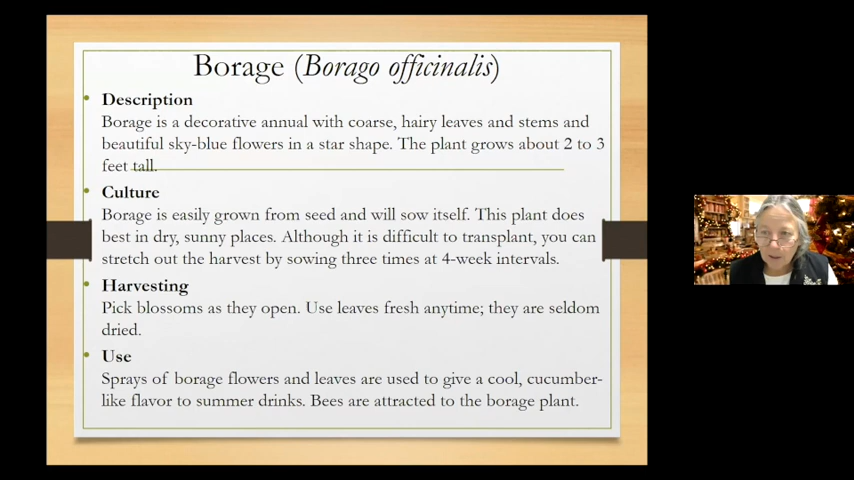 Borage (Borago officinalis)
• Description
Borage is a decorative annual with coarse, hairy leaves and stems and
beautiful sky-blue flowers in a star shape. The plant grows about 2 to 3
feet tall.
• Culture
Borage is easily grown from seed and will sow itself. This plant does
best in dry, sunny places. Although it is difficult to transplant, you can
stretch out the harvest by sowing three times at 4-week intervals.
• Harvesting
Pick blossoms as they open. Use leaves fresh anytime; they are seldom
dried.
• Use
Sprays of borage flowers and leaves are used to give a cool, cucumber-
like flavor to summer drinks. Bees are attracted to the borage plant.